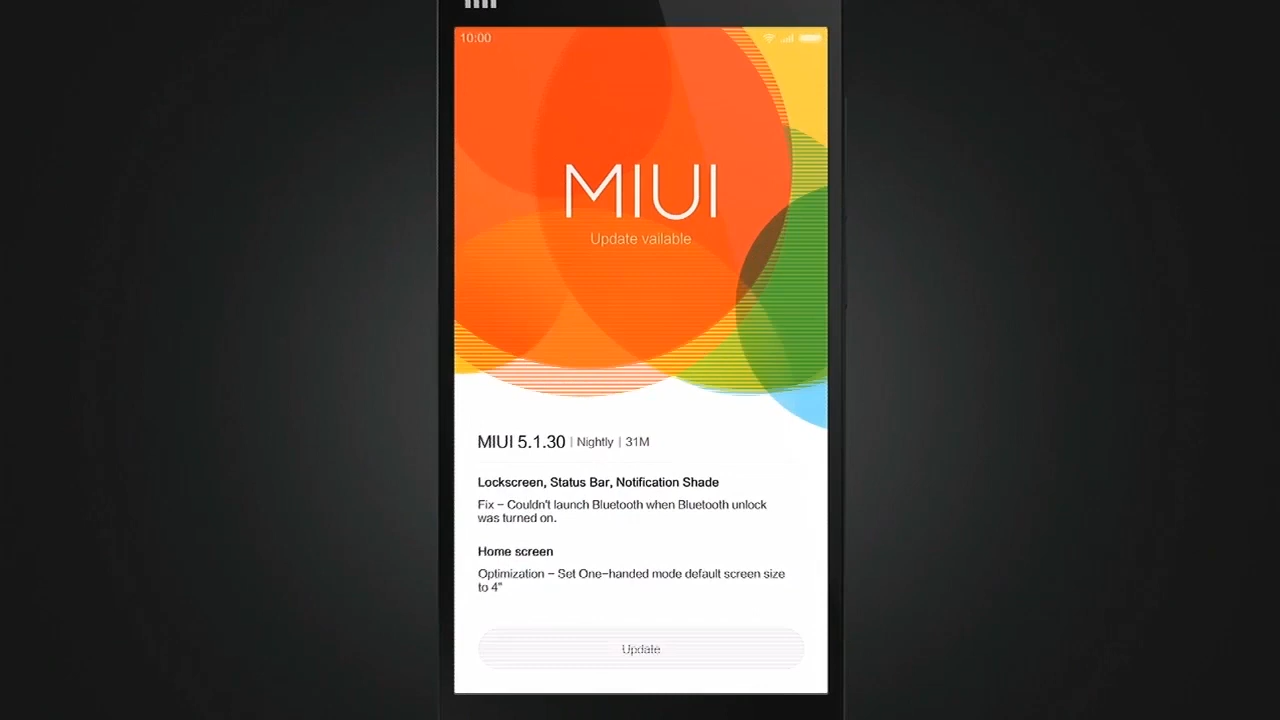 10:00
MIUI
Update vailable
MIUI 5.1.30 | Nightly | 31M
Lockscreen, Status Bar, Notification Shade
Fix – Couldn't launch Bluetooth when Bluetooth unlock
was turned on.
Home screen
Optimization – Set One-handed mode default screen size
to 4"
Update